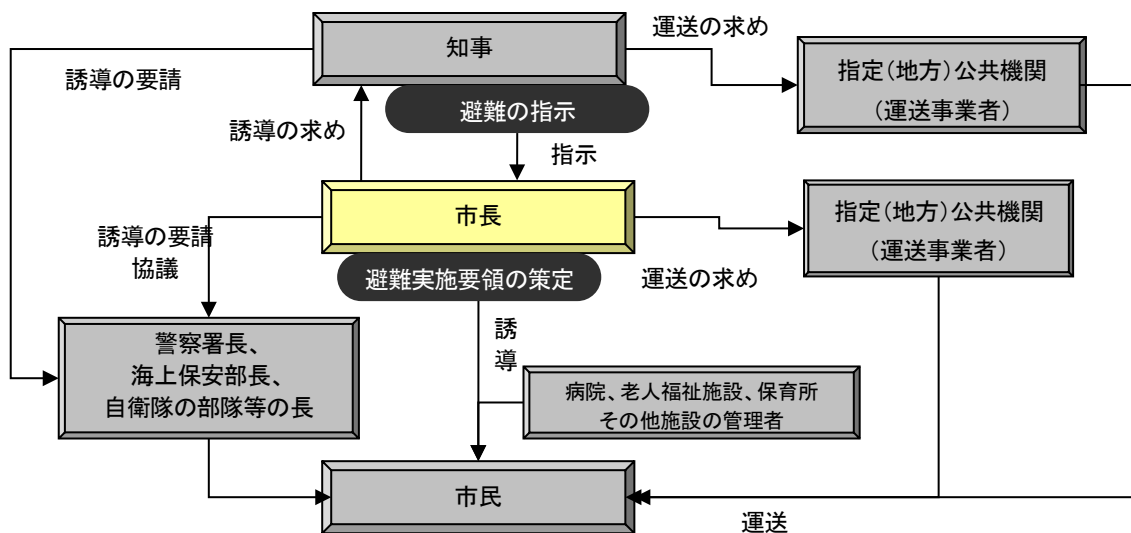 知事
運送の求め
指定（地方）公共機関
（運送事業者）
誘導の要請
避難の指示
誘導の求め
指示
市長
指定（地方）公共機関
（運送事業者）
誘導の要請
協議
避難実施要領の策定
運送の求め
警察署長、
海上保安部長、
自衛隊の部隊等の長
誘
導
病院、老人福祉施設、保育所
その他施設の管理者
市民
運送